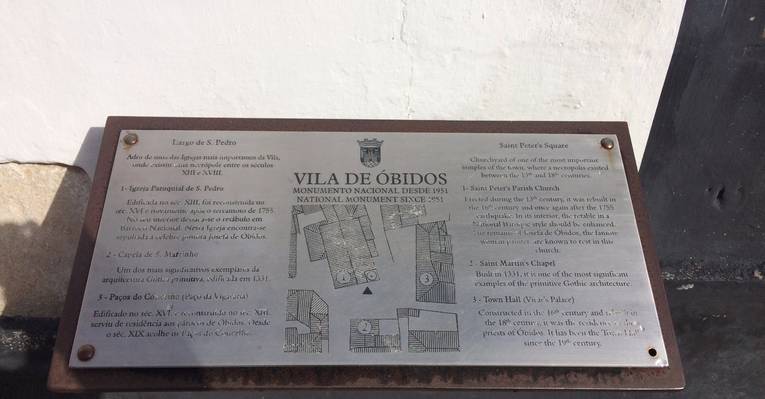 Largo de S. Pedro
Adro de uma das Igrejas mais importantes da Vila,
onde existiu uma necrópole entre os séculos
XIII e XVIII.
1- Igreja Paroquial de S. Pedro
Edificada no séc. XIII, foi reconstruída no
séc. XVI e novamente após o terramoto de 1755.
No seu interior destaca-se o retábulo em
Barroco Nacional. Nesta Igreja encontra-se
sepultada a célebre pintora Josefa de Óbidos.
2 - Capela de S. Martinho
Um dos mais significativos exemplares da
arquitectura Gótica primitiva, edificada em 1331.
3 - Paços do Concelho (Paço da Vigararia)
Edificado no séc. XVI e reconstruído no séc. XVIII
serviu de residência aos párocos de Óbidos. Desde
o séc. XIX acolhe os Paços do Concelho.
VILA DE ÓBIDOS
MONUMENTO NACIONAL DESDE 1951
NATIONAL MONUMENT SINCE 1951
1
3
2
Saint Peter's Square
Churchyard of one of the most important
temples of the town, where a necropolis existed
between the 13th and 18th centuries.
1- Saint Peter's Parish Church
Erected during the 13th century, it was rebuilt in
the 16th century and once again after the 1755
earthquake. In its interior, the retable in a
National Baroque style should be enhanced.
The remains of Josefa de Óbidos, the famous
woman painter, are known to rest in this
church.
2 - Saint Martin's Chapel
Built in 1331, it is one of the most significant
examples of the primitive Gothic architecture.
3 - Town Hall (Vicar's Palace)
Constructed in the 16th century and in
the 18th century, it was the residence of the
priests of Óbidos. It has been the Town Hall
since the 19th century.